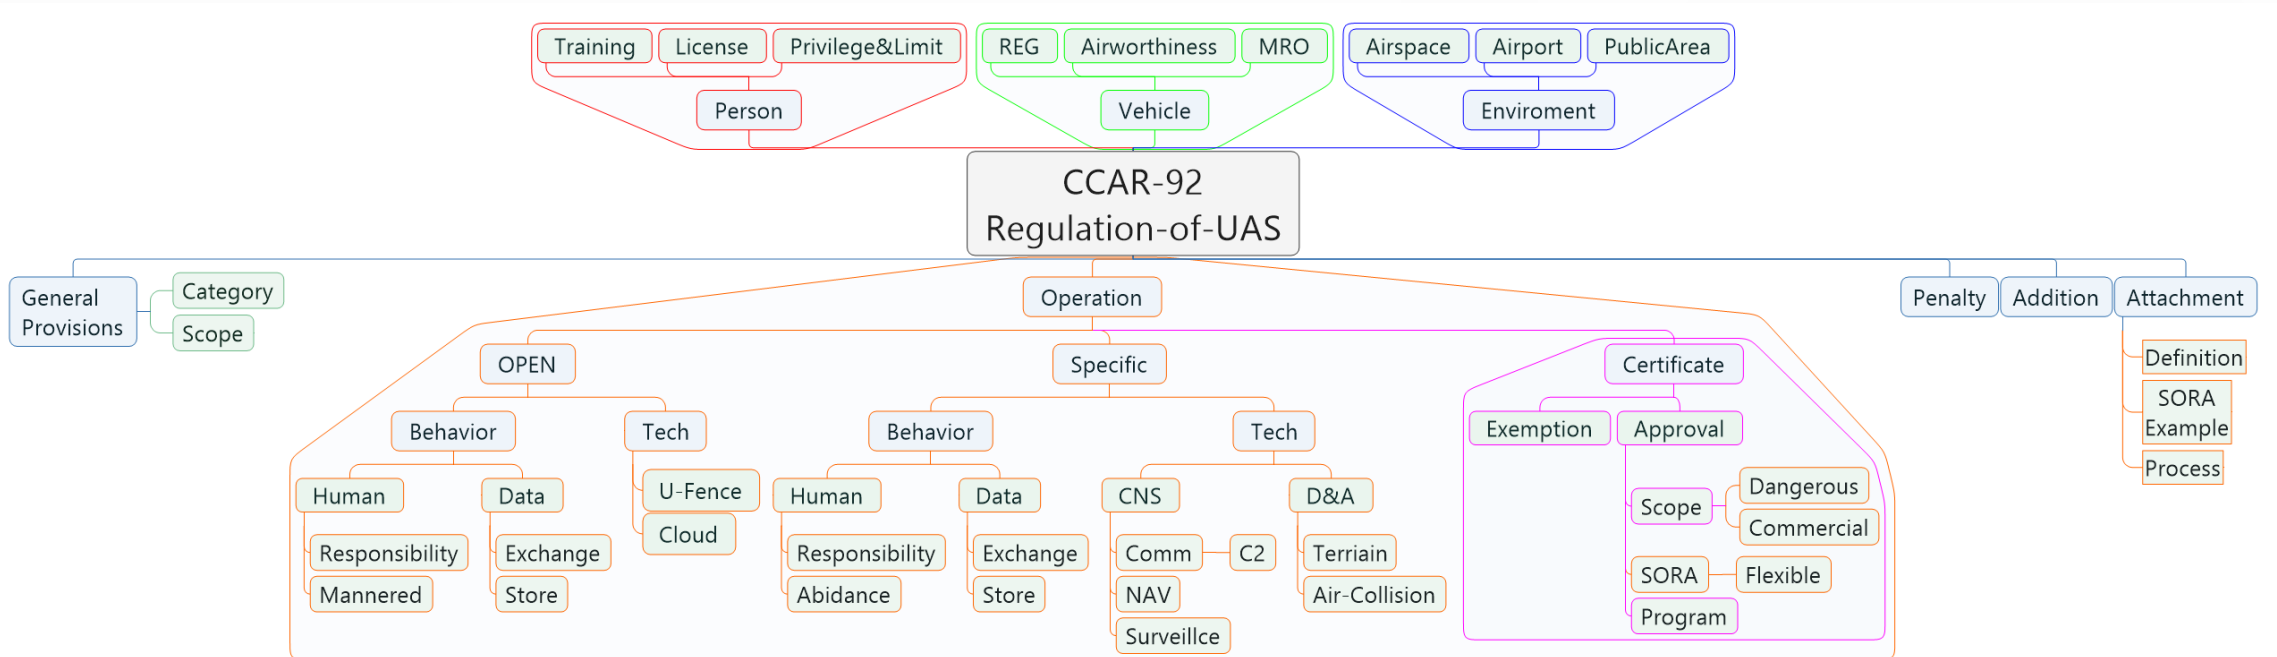 Training
License
Privilege&Limit
REG
Airworthiness
MRO
Airspace
Airport
PublicArea
Person
Vehicle
Enviroment
CCAR-92
Regulation-of-UAS
General
Provisions
Category
Scope
Operation
Penalty
Addition
Attachment
Definition
SORA
Example
Process
OPEN
Specific
Certificate
Behavior
Tech
Behavior
Tech
Exemption
Approval
Human
Data
U-Fence
Cloud
Human
Data
CNS
D&A
Scope
Dangerous
Commercial
Responsibility
Exchange
Responsibility
Exchange
Comm
C2
Terriain
SORA
Flexible
Mannered
Store
Abidance
Store
NAV
Air-Collision
Program
Surveillce